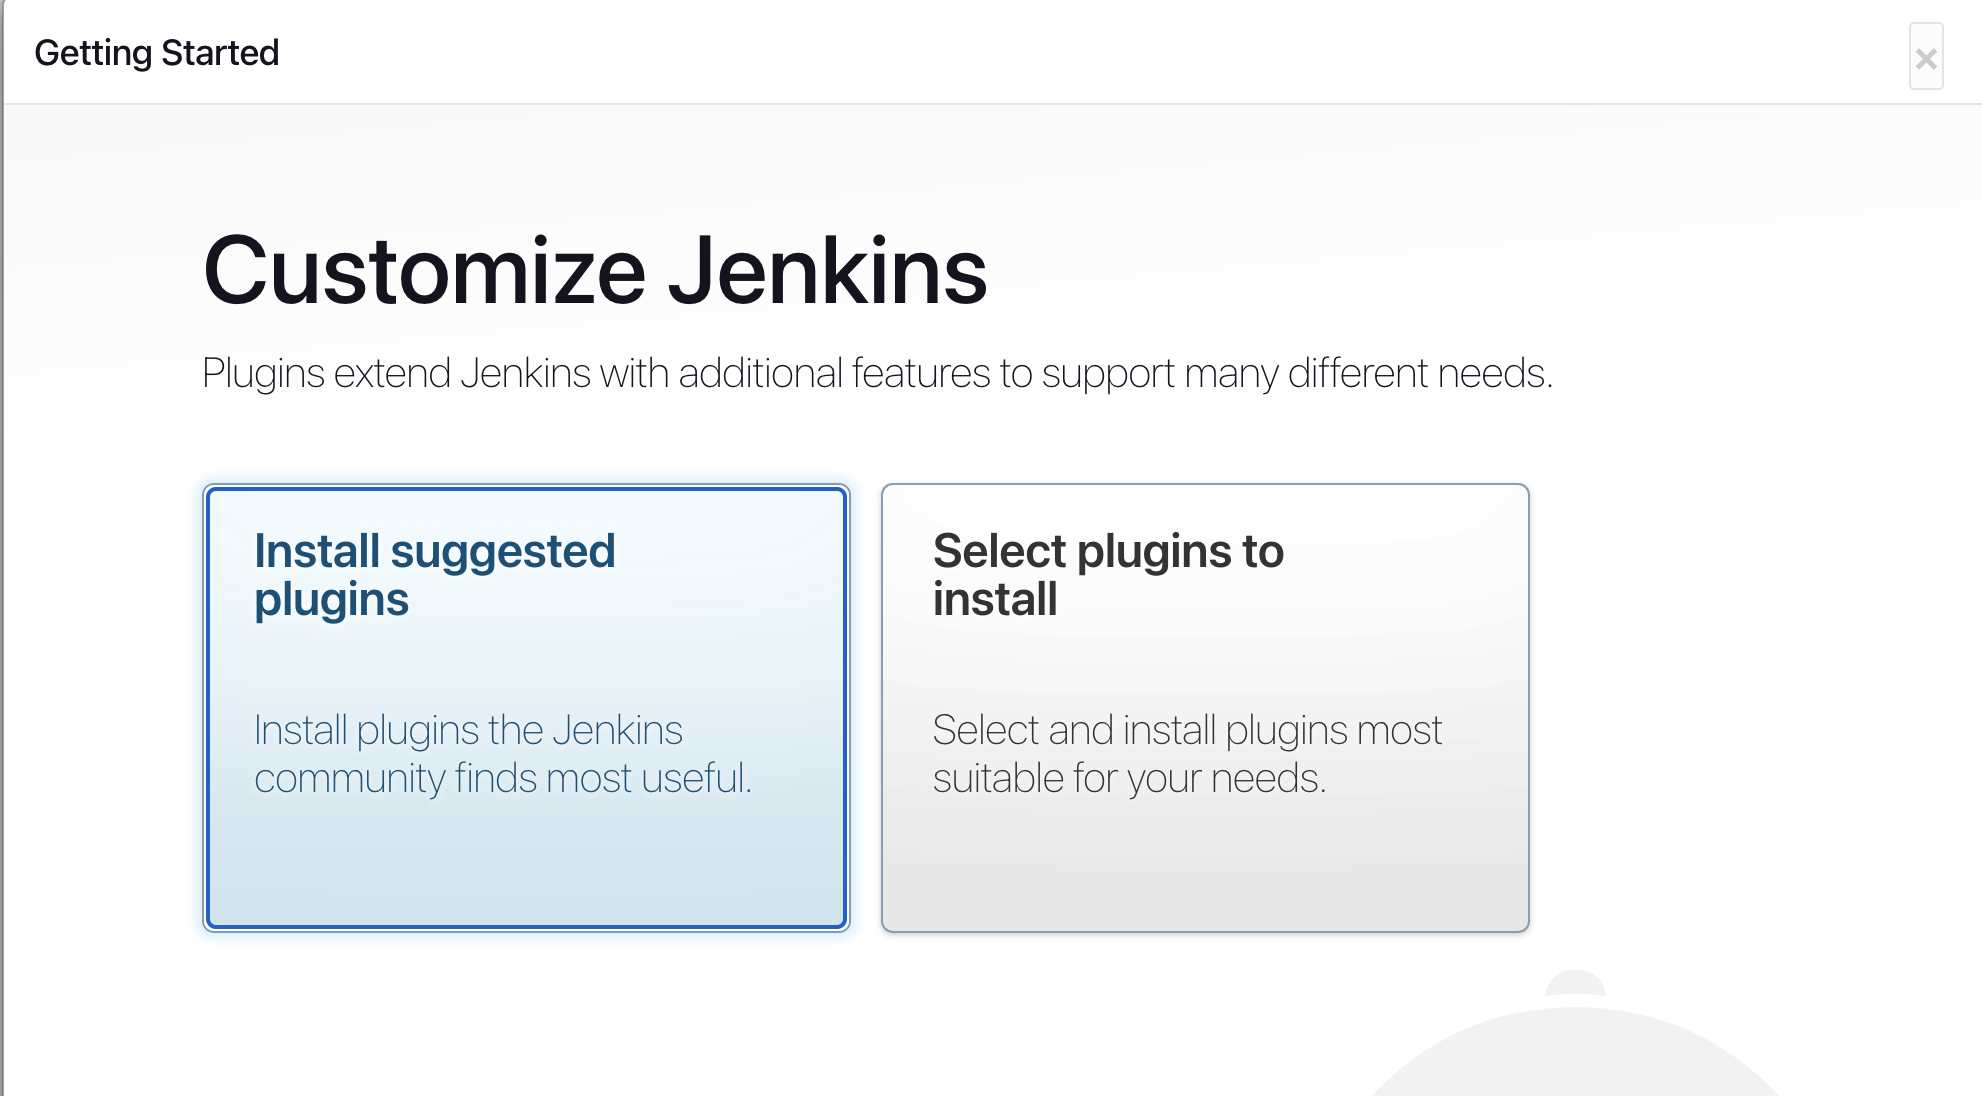 Getting Started
×
Customize Jenkins
Plugins extend Jenkins with additional features to support many different needs.
Install suggested
plugins
Install plugins the Jenkins
community finds most useful.
Select plugins to
install
Select and install plugins most
suitable for your needs.